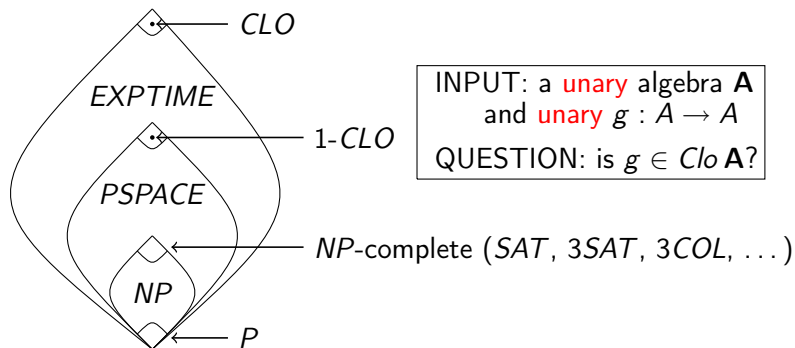 CLO
EXPTIME
INPUT: a unary algebra A
and unary g : A → A
QUESTION: is g ∈ Clo A?
1-CLO
PSPACE
NP-complete (SAT, 3SAT, 3COL, ...)
NP
P